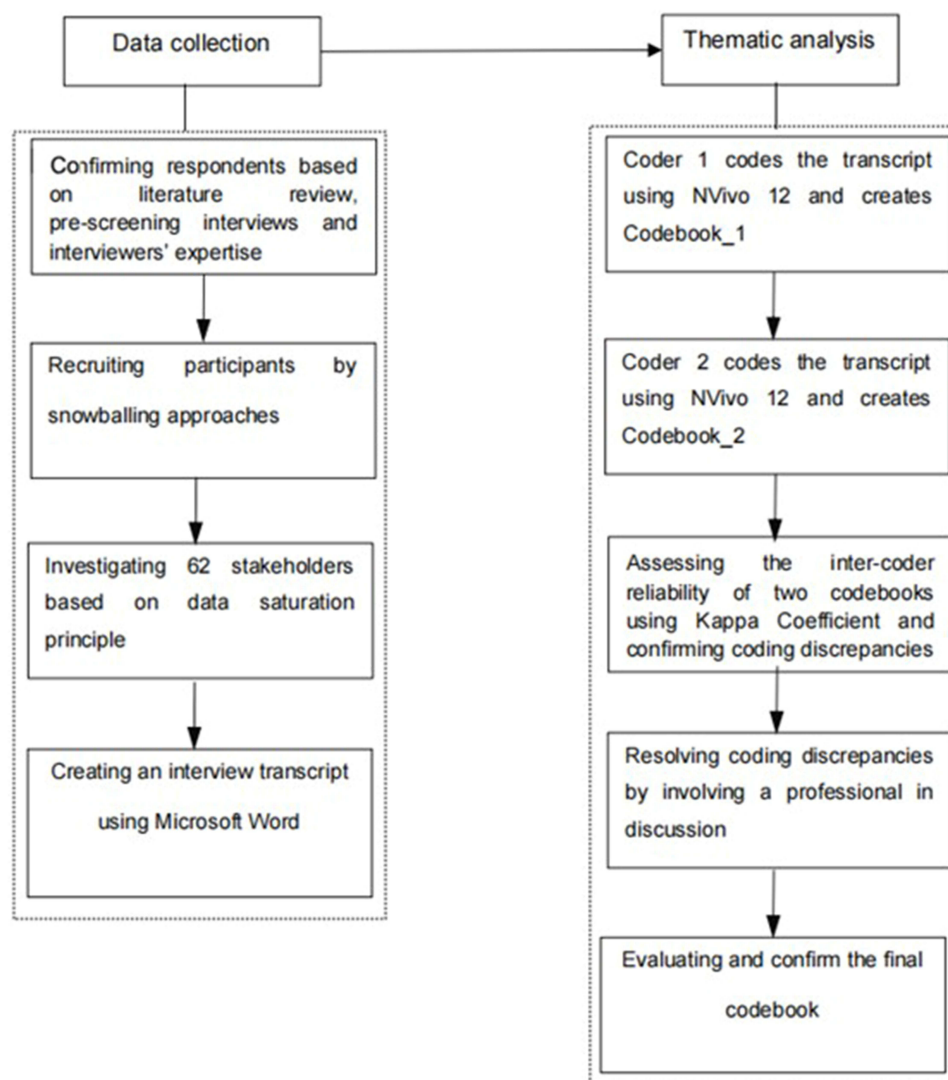 Data collection
Thematic analysis
Confirming respondents based
on literature review,
pre-screening interviews and
interviewers' expertise
Recruiting participants by
snowballing approaches
Investigating 62 stakeholders
based on data saturation
principle
Creating an interview transcript
using Microsoft Word
Coder 1 codes the transcript
using NVivo 12 and creates
Codebook_1
Coder 2 codes the transcript
using NVivo 12 and creates
Codebook_2
Assessing the inter-coder
reliability of two codebooks
using Kappa Coefficient and
confirming coding discrepancies
Resolving coding discrepancies
by involving a professional in
discussion
Evaluating and confirm the final
codebook